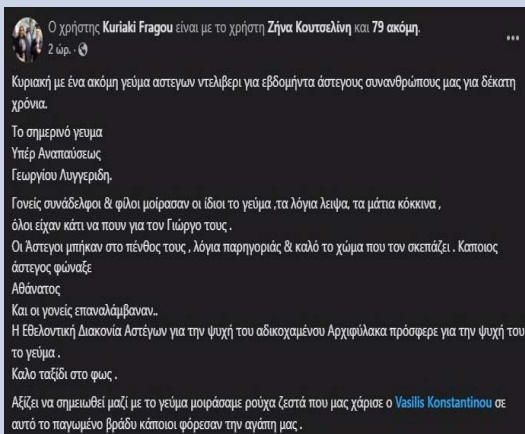 Ο χρήστης Kuriaki Fragou είναι με το χρήστη Ζήνα Κουτσελίνη και 79 ακόμη.
2 ώρ. ·
Κυριακή με ένα ακόμη γεύμα αστεγων ντελιβερι για εβδομήντα άστεγους συνανθρώπους μας για δέκατη
χρόνια.
Το σημερινό γευμα
Υπέρ Αναπαύσεως
Γεωργίου Λυγγεριδη.
Γονείς συνάδελφοι & φίλοι μοίρασαν οι ίδιοι το γεύμα ,τα λόγια λειψα, τα μάτια κόκκινα ,
όλοι είχαν κάτι να πουν για τον Γιώργο τους .
Οι Άστεγοι μπήκαν στο πένθος τους , λόγια παρηγοριάς & καλό το χώμα που τον σκεπάζει . Καποιος
άστεγος φώναξε
Αθάνατος
Και οι γονείς επαναλάμβαναν..
Η Εθελοντική Διακονία Αστέγων για την ψυχή του αδικοχαμένου Αρχιφύλακα πρόσφερε για την ψυχή του
το γεύμα .
Καλο ταξίδι στο φως .
Αξίζει να σημειωθεί μαζί με το γεύμα μοιράσαμε ρούχα ζεστά που μας χάρισε ο Vasilis Konstantinou σε
αυτό το παγωμένο βράδυ κάποιοι φόρεσαν την αγάπη μας .